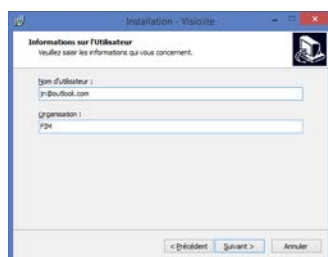 Installation - Visiolite
Informations sur l'Utilisateur
Veuillez saisir les informations qui vous concernent.
Nom d'utilisateur :
jn@outlook.com
Organisation :
FIM
< Précédent
Suivant >
Annuler